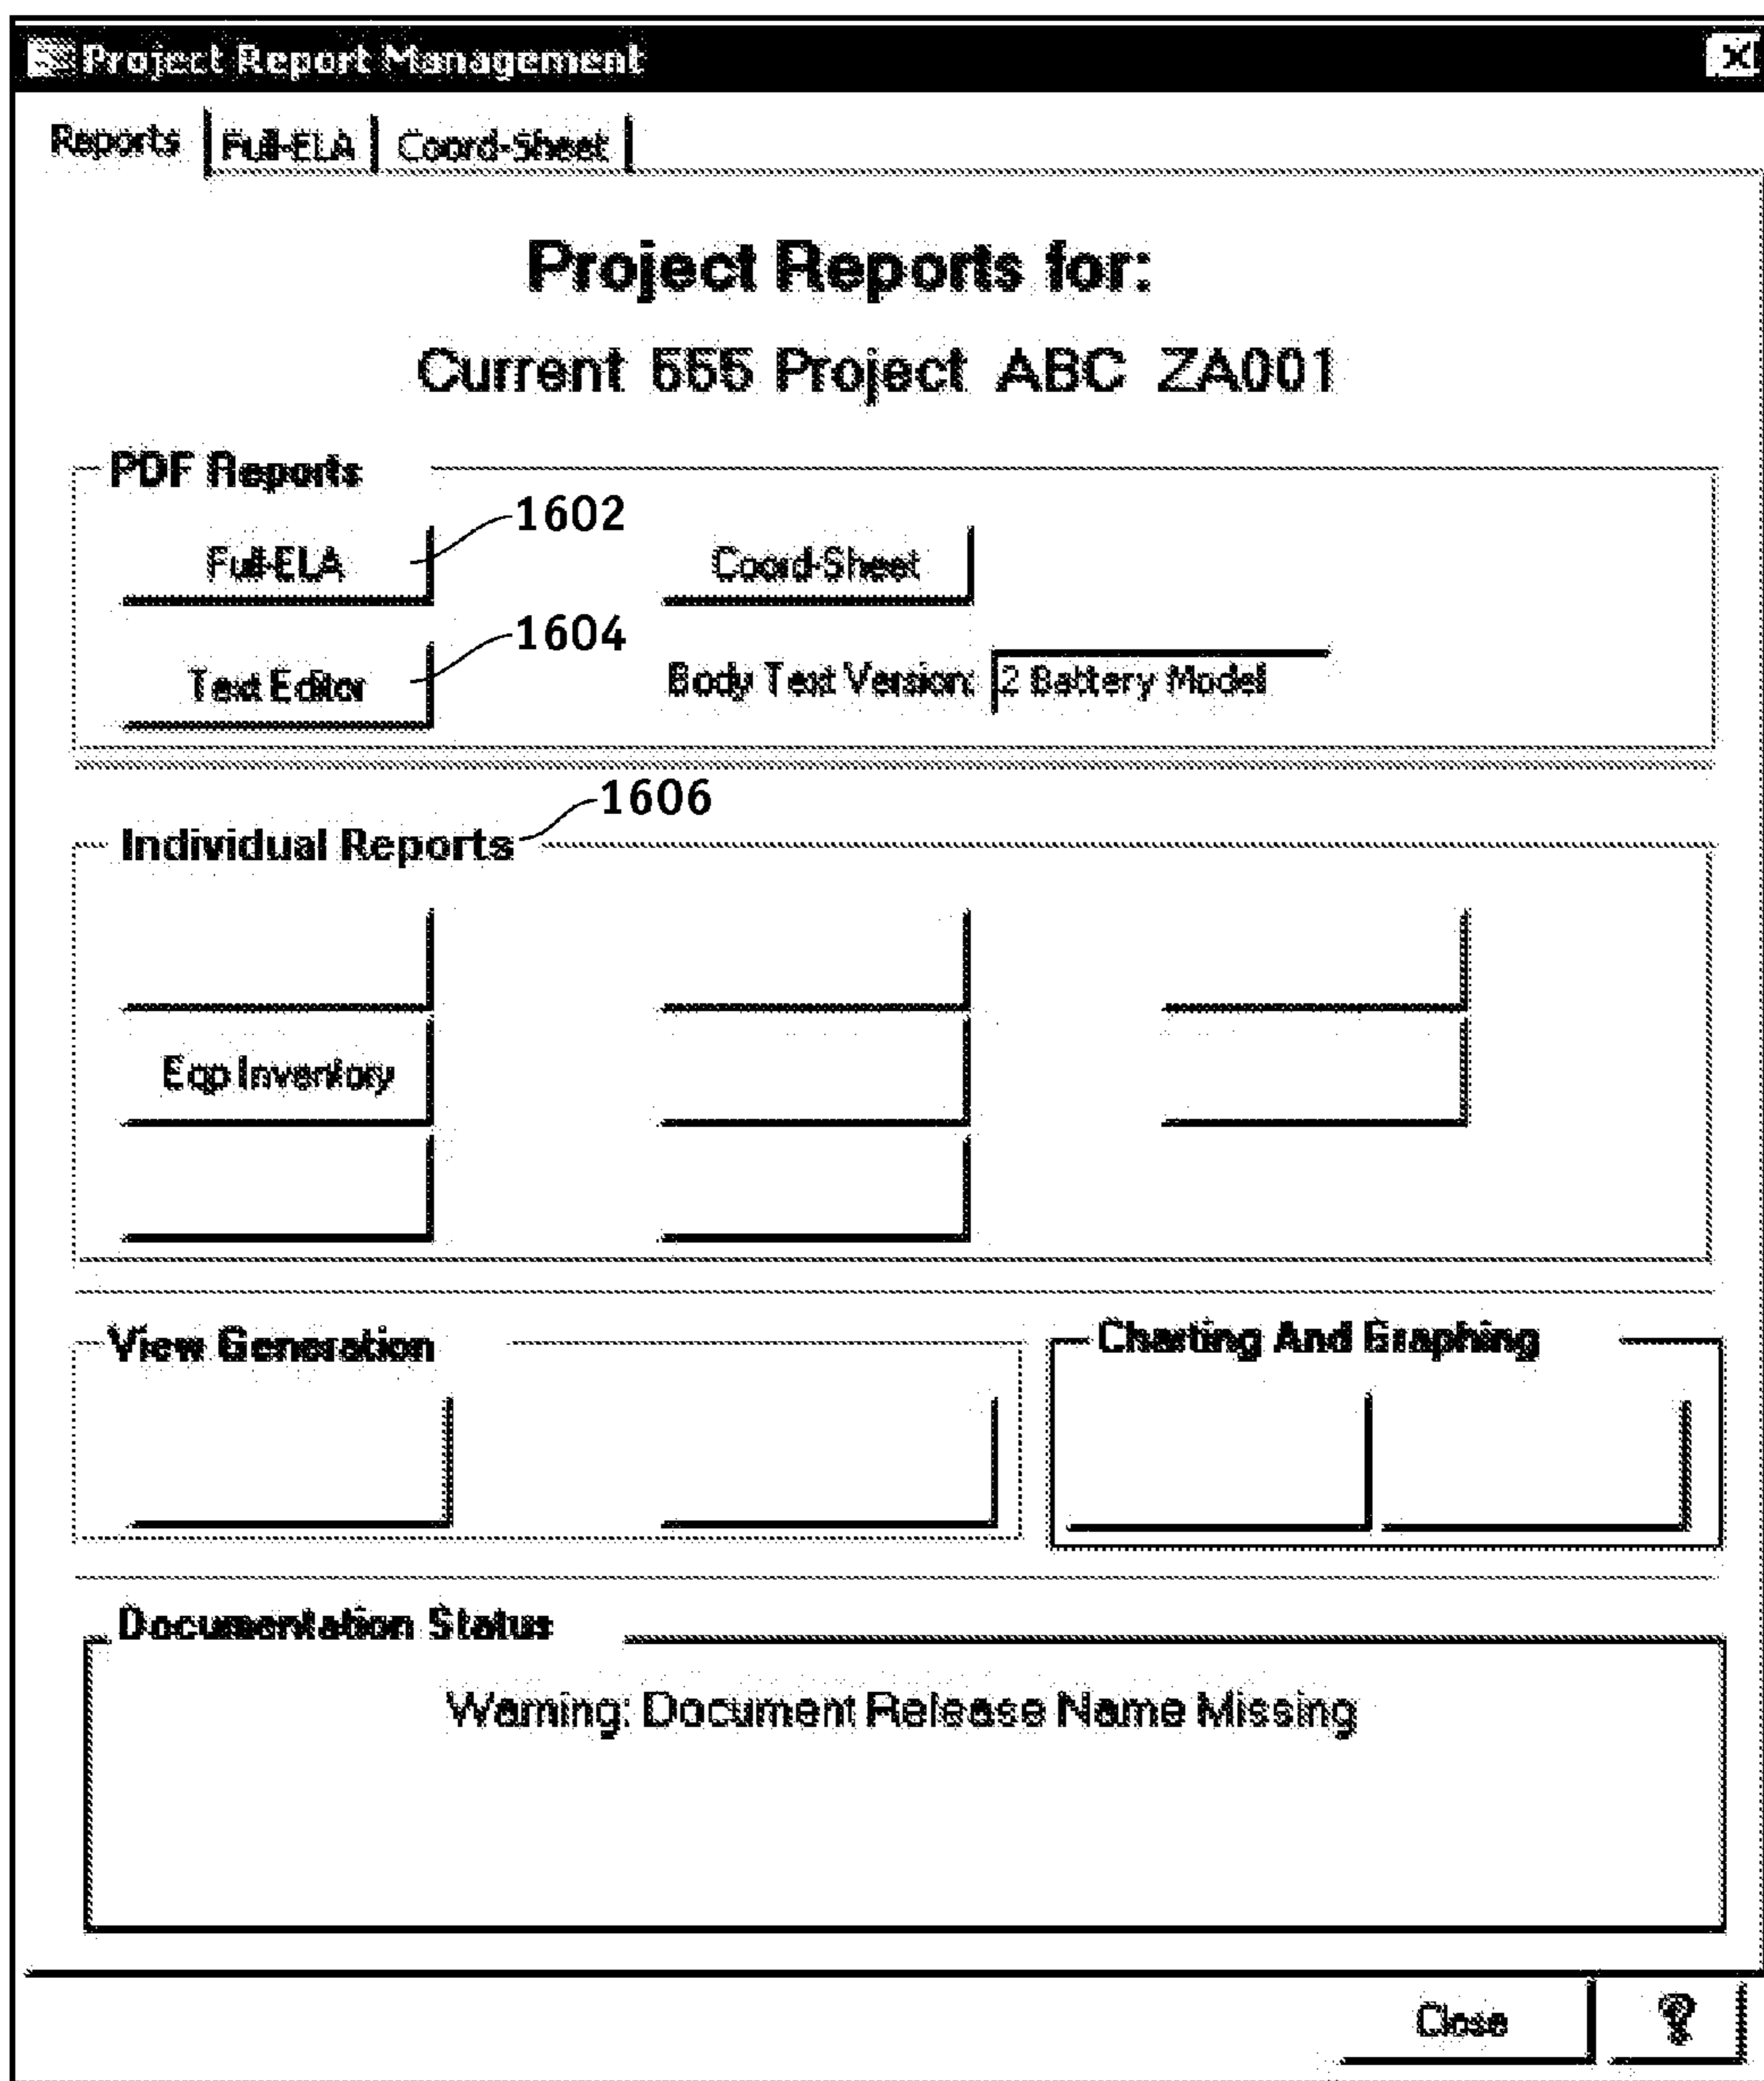 Project Report Management X
Reports Full-ELA Coord-Sheet
Project Reports for:
Current 555 Project ABC ZA001
PDF Reports
1602
Full-ELA Coord-Sheet
1604
Text Editor Body Text Version: 2 Battery Model
1606
Individual Reports
Eqp Inventory
View Generation Charting And Graphing
Documentation Status
Warning: Document Release Name Missing
Close ?